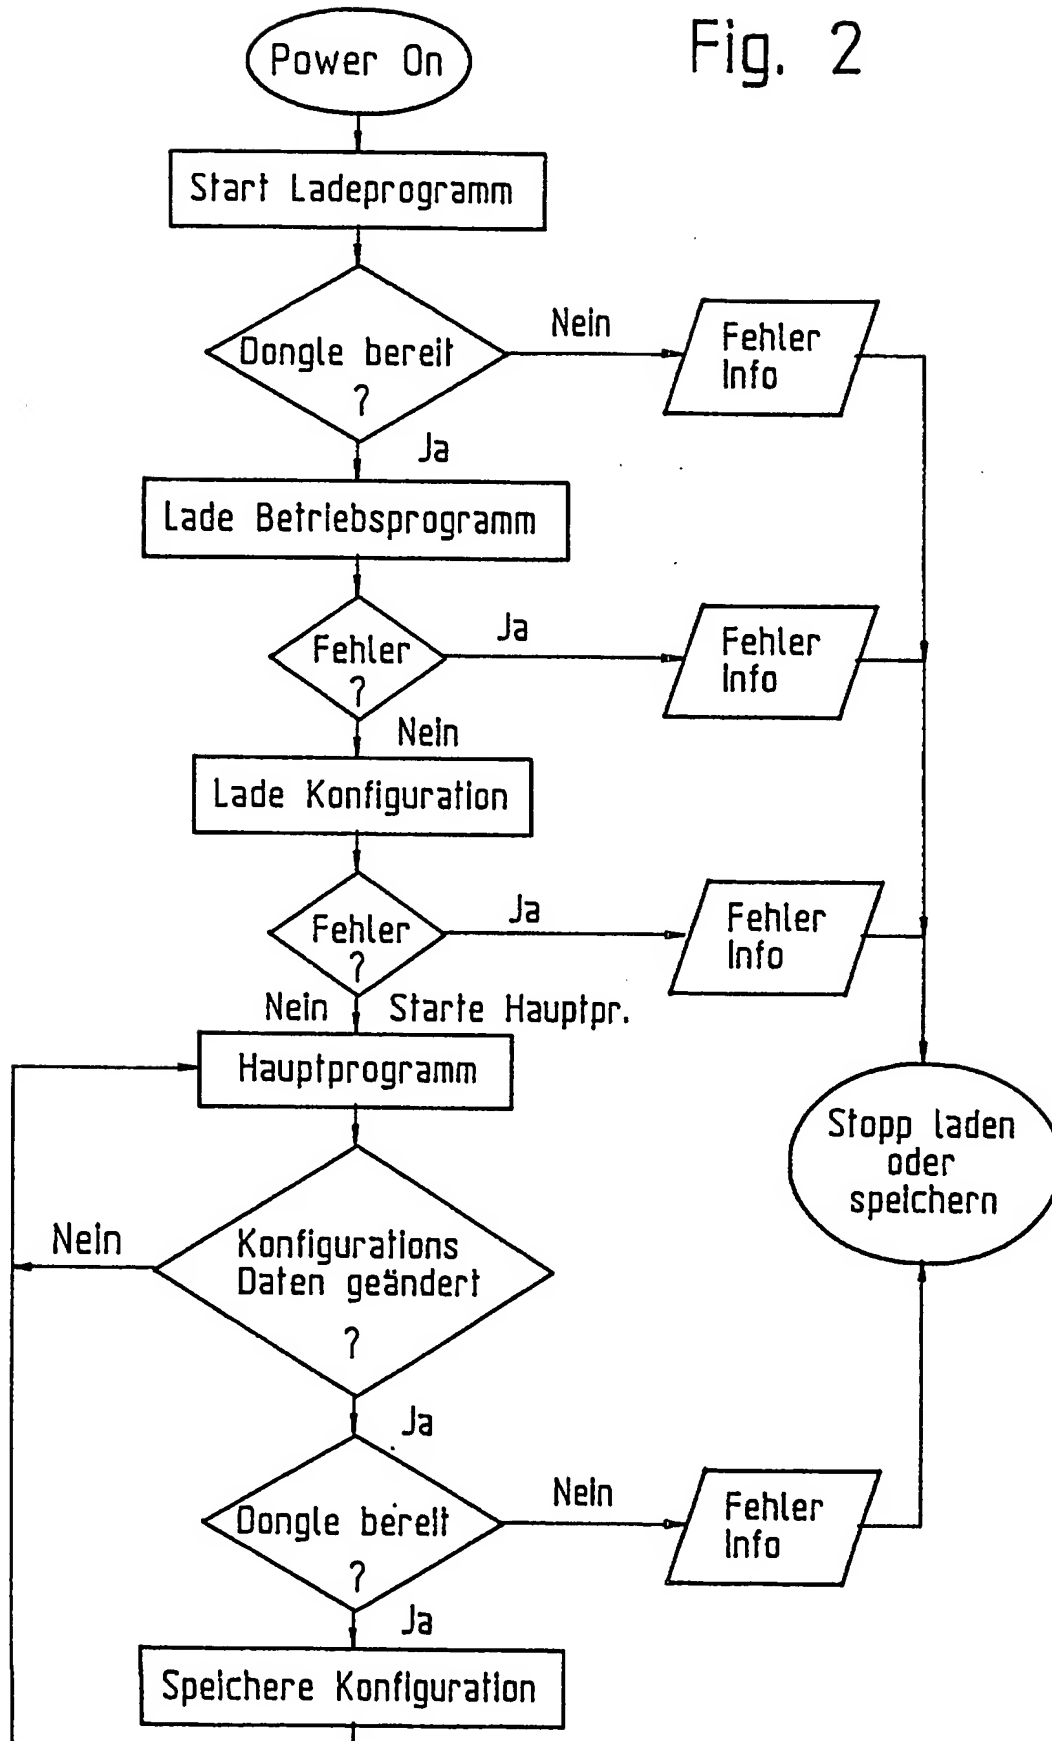 Power On
Fig. 2
Start Ladeprogramm
Dongle bereit
?
Nein
Fehler
Info
Ja
Lade Betriebsprogramm
Fehler
?
Ja
Fehler
Info
Nein
Lade Konfiguration
Fehler
?
Ja
Fehler
Info
Nein
Starte Hauptpr.
Hauptprogramm
Stopp laden
oder
speichern
Nein
Konfigurations
Daten geändert
?
Ja
Dongle bereit
?
Nein
Fehler
Info
Ja
Speichere Konfiguration